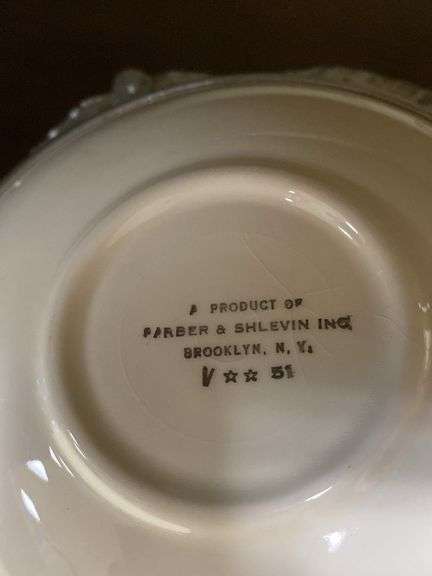 A PRODUCT OF
FARBER & SHLEVIN INC.
BROOKLYN, N. Y.
V ☆☆ 51